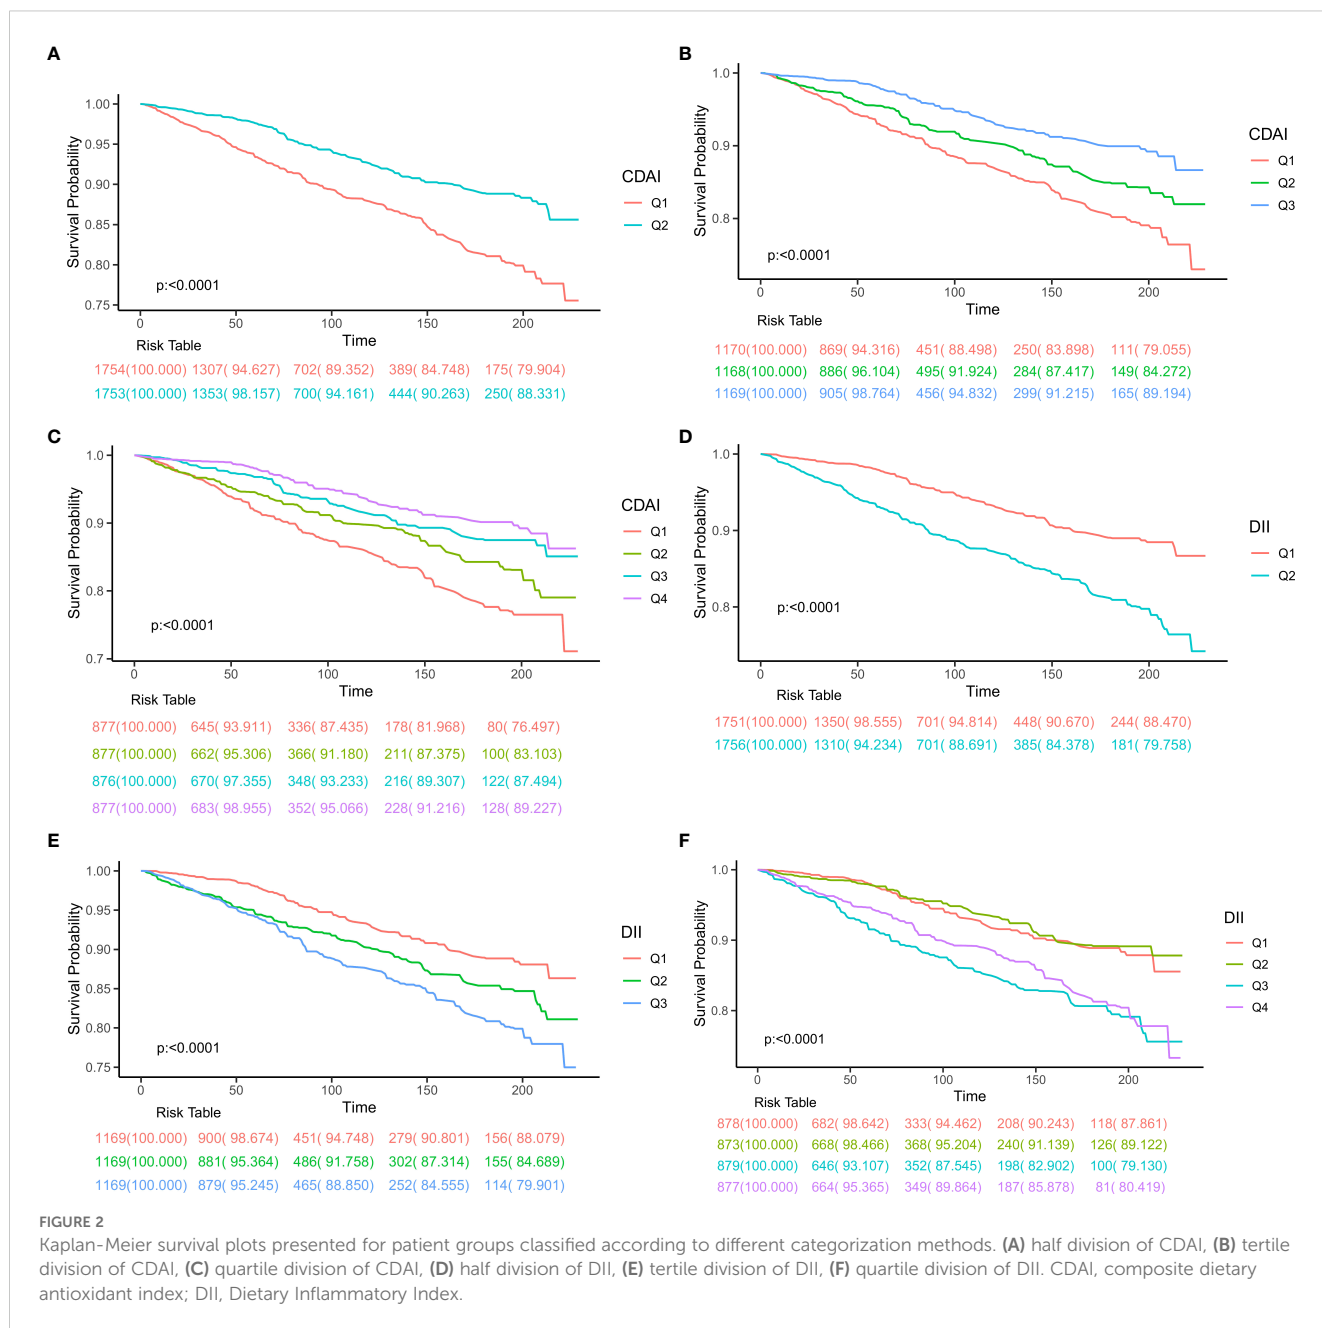 A
1.00
0.95
0.90
0.85
0.80
0.75
Survival Probability
p:<0.0001
0 50 100 150 200
Time
CDAI
Q1
Q2
Risk Table
1754(100.000) 1307( 94.627) 702( 89.352) 389( 84.748) 175( 79.904)
1753(100.000) 1353( 98.157) 700( 94.161) 444( 90.263) 250( 88.331)
B
1.0
0.9
0.8
Survival Probability
p:<0.0001
0 50 100 150 200
Time
CDAI
Q1
Q2
Q3
Risk Table
1170(100.000) 869( 94.316) 451( 88.498) 250( 83.898) 111( 79.055)
1168(100.000) 886( 96.104) 495( 91.924) 284( 87.417) 149( 84.272)
1169(100.000) 905( 98.764) 456( 94.832) 299( 91.215) 165( 89.194)
C
1.0
0.9
0.8
0.7
Survival Probability
p:<0.0001
0 50 100 150 200
Time
CDAI
Q1
Q2
Q3
Q4
Risk Table
877(100.000) 645( 93.911) 336( 87.435) 178( 81.968) 80( 76.497)
877(100.000) 662( 95.306) 366( 91.180) 211( 87.375) 100( 83.103)
876(100.000) 670( 97.355) 348( 93.233) 216( 89.307) 122( 87.494)
877(100.000) 683( 98.955) 352( 95.066) 228( 91.216) 128( 89.227)
D
1.0
0.9
0.8
Survival Probability
p:<0.0001
0 50 100 150 200
Time
DII
Q1
Q2
Risk Table
1751(100.000) 1350( 98.555) 701( 94.814) 448( 90.670) 244( 88.470)
1756(100.000) 1310( 94.234) 701( 88.691) 385( 84.378) 181( 79.758)
E
1.00
0.95
0.90
0.85
0.80
0.75
Survival Probability
p:<0.0001
0 50 100 150 200
Time
DII
Q1
Q2
Q3
Risk Table
1169(100.000) 900( 98.674) 451( 94.748) 279( 90.801) 156( 88.079)
1169(100.000) 881( 95.364) 486( 91.758) 302( 87.314) 155( 84.689)
1169(100.000) 879( 95.245) 465( 88.850) 252( 84.555) 114( 79.901)
F
1.0
0.9
0.8
Survival Probability
p:<0.0001
0 50 100 150 200
Time
DII
Q1
Q2
Q3
Q4
Risk Table
878(100.000) 682( 98.642) 333( 94.462) 208( 90.243) 118( 87.861)
873(100.000) 668( 98.466) 368( 95.204) 240( 91.139) 126( 89.122)
879(100.000) 646( 93.107) 352( 87.545) 198( 82.902) 100( 79.130)
877(100.000) 664( 95.365) 349( 89.864) 187( 85.878) 81( 80.419)
FIGURE 2
Kaplan-Meier survival plots presented for patient groups classified according to different categorization methods. (A) half division of CDAI, (B) tertile
division of CDAI, (C) quartile division of CDAI, (D) half division of DII, (E) tertile division of DII, (F) quartile division of DII. CDAI, composite dietary
antioxidant index; DII, Dietary Inflammatory Index.